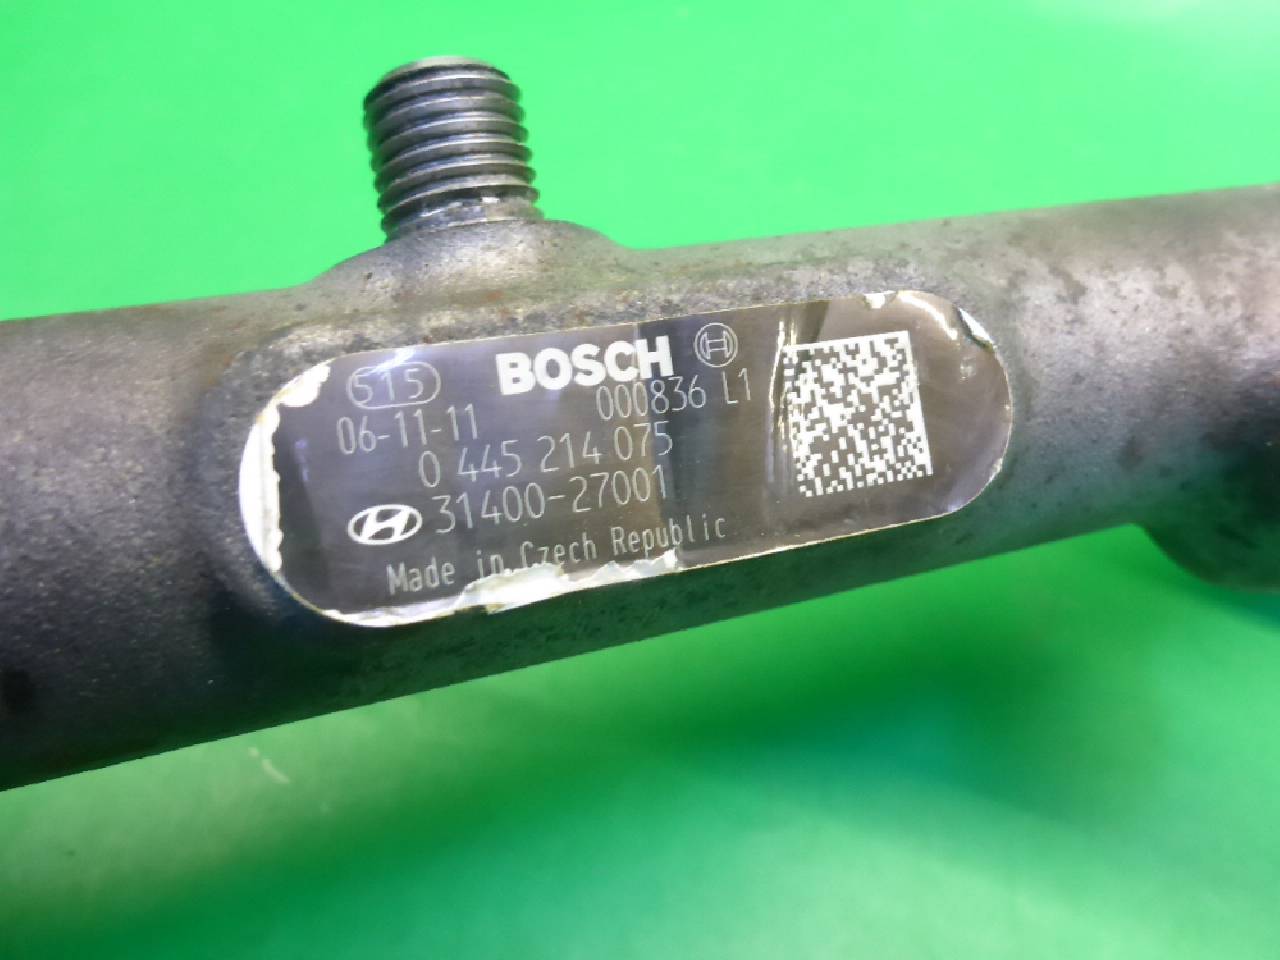 515 BOSCH
06-11-11 000836 L1
0 445 214 075
31400-27001
Made in Czech Republic